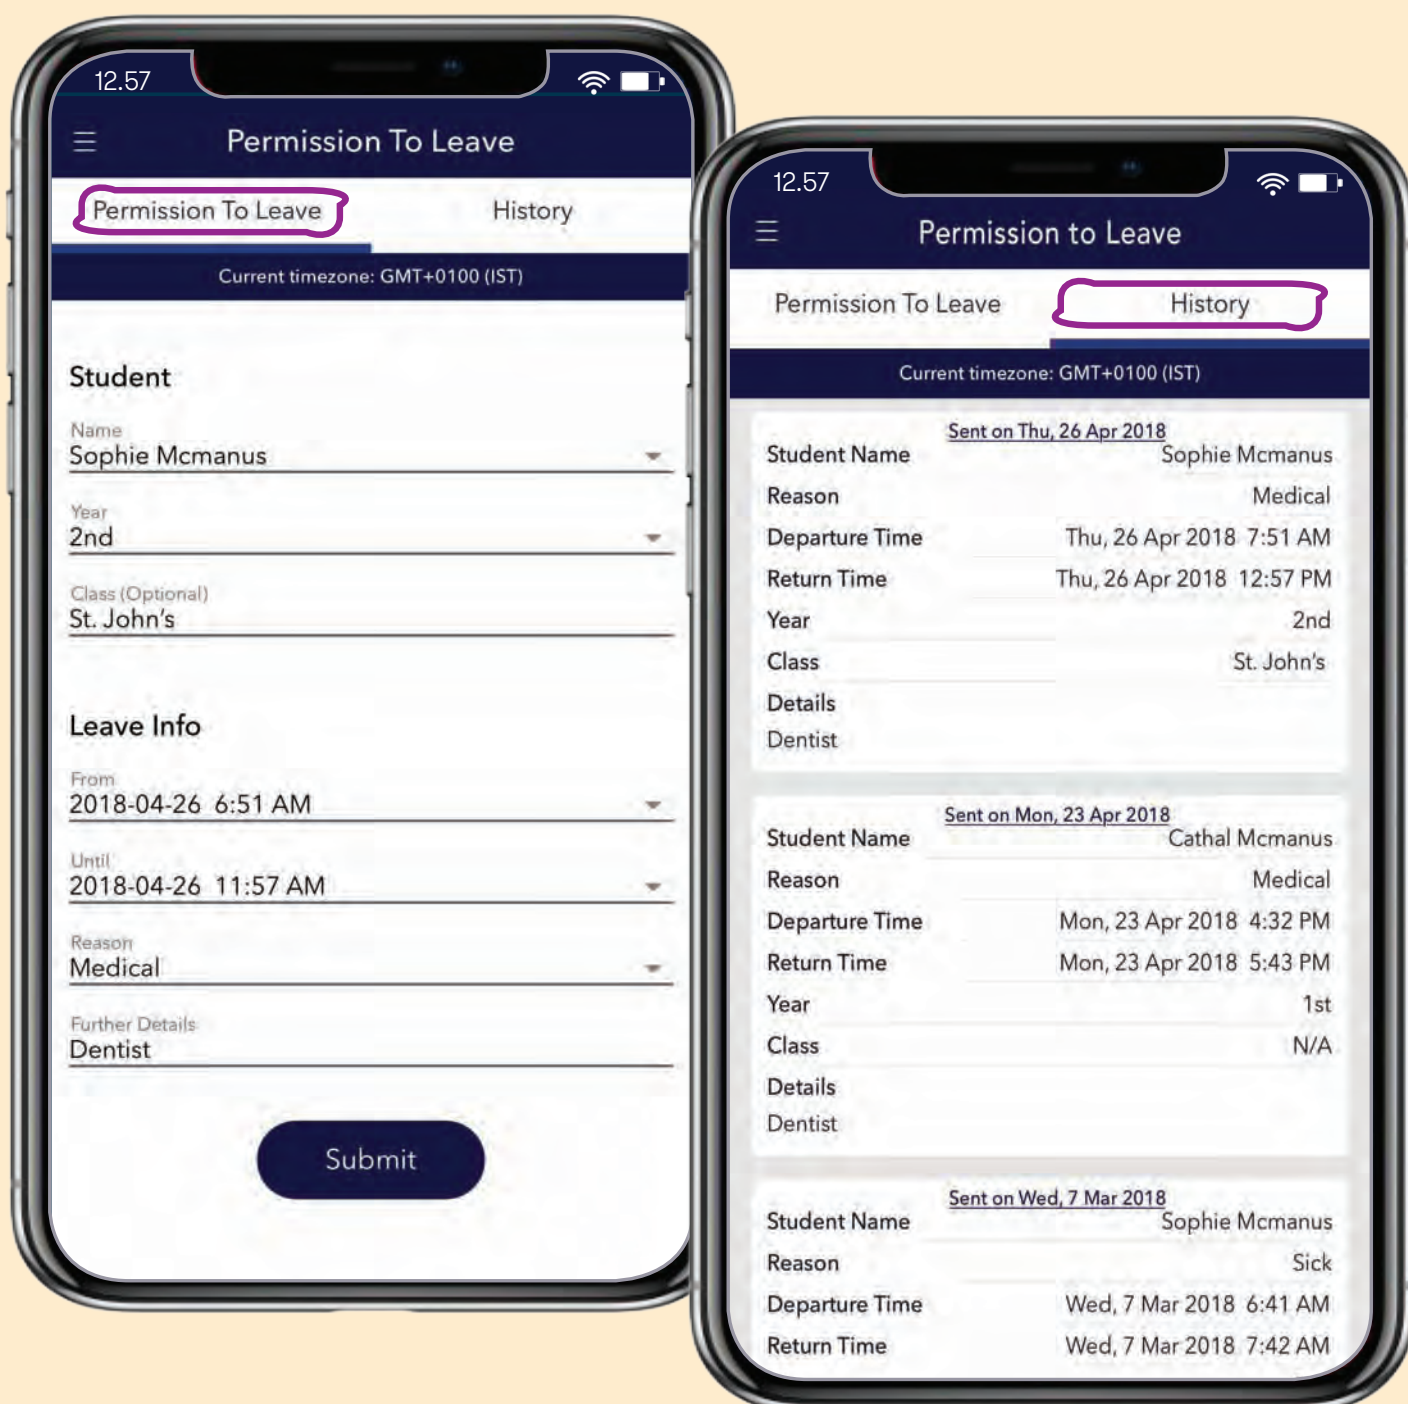 12.57
Permission To Leave
Permission To Leave History
Current timezone: GMT+0100 (IST)
Student
Name
Sophie Mcmanus
Year
2nd
Class (Optional)
St. John's
Leave Info
From
2018-04-26 6:51 AM
Until
2018-04-26 11:57 AM
Reason
Medical
Further Details
Dentist
Submit
12.57
Permission to Leave
Permission To Leave History
Current timezone: GMT+0100 (IST)
Sent on Thu, 26 Apr 2018
Student Name Sophie Mcmanus
Reason Medical
Departure Time Thu, 26 Apr 2018 7:51 AM
Return Time Thu, 26 Apr 2018 12:57 PM
Year 2nd
Class St. John's
Details
Dentist
Sent on Mon, 23 Apr 2018
Student Name Cathal Mcmanus
Reason Medical
Departure Time Mon, 23 Apr 2018 4:32 PM
Return Time Mon, 23 Apr 2018 5:43 PM
Year 1st
Class N/A
Details
Dentist
Sent on Wed, 7 Mar 2018
Student Name Sophie Mcmanus
Reason Sick
Departure Time Wed, 7 Mar 2018 6:41 AM
Return Time Wed, 7 Mar 2018 7:42 AM